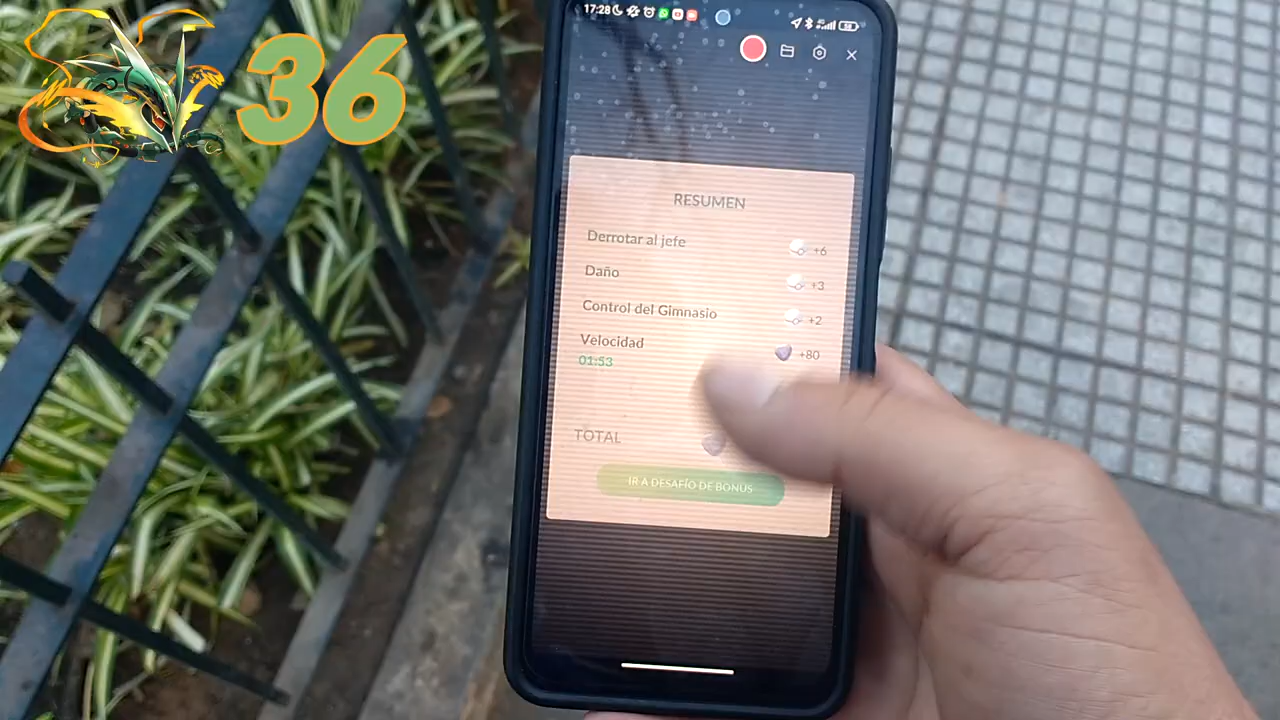 36
17:28
RESUMEN
Derrotar al jefe +6
Daño +3
Control del Gimnasio +2
Velocidad +80
01:53
TOTAL
IR A DESAFÍO DE BONUS